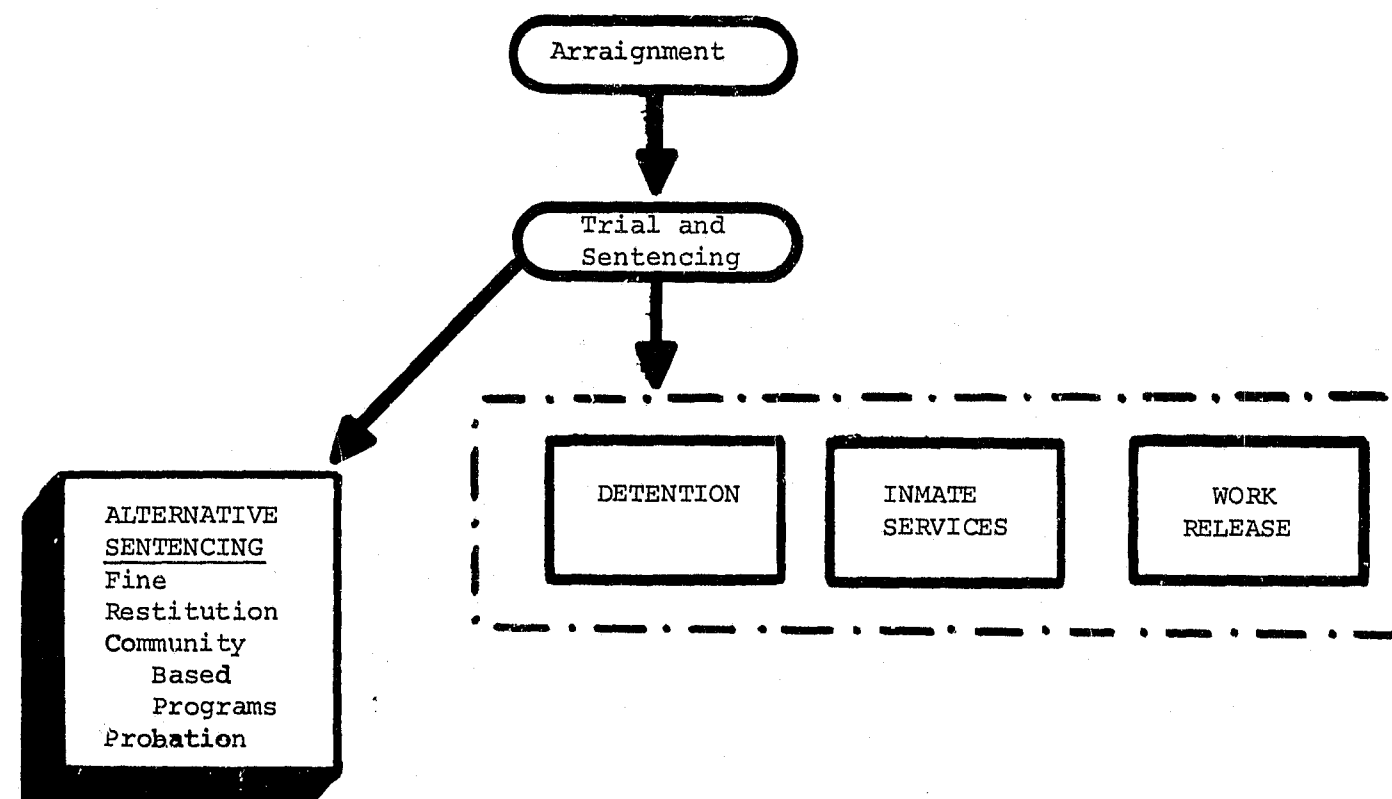 Arraignment
Trial and
Sentencing
DETENTION
INMATE
SERVICES
WORK
RELEASE
ALTERNATIVE
SENTENCING
Fine
Restitution
Community
Based
Programs
Probation